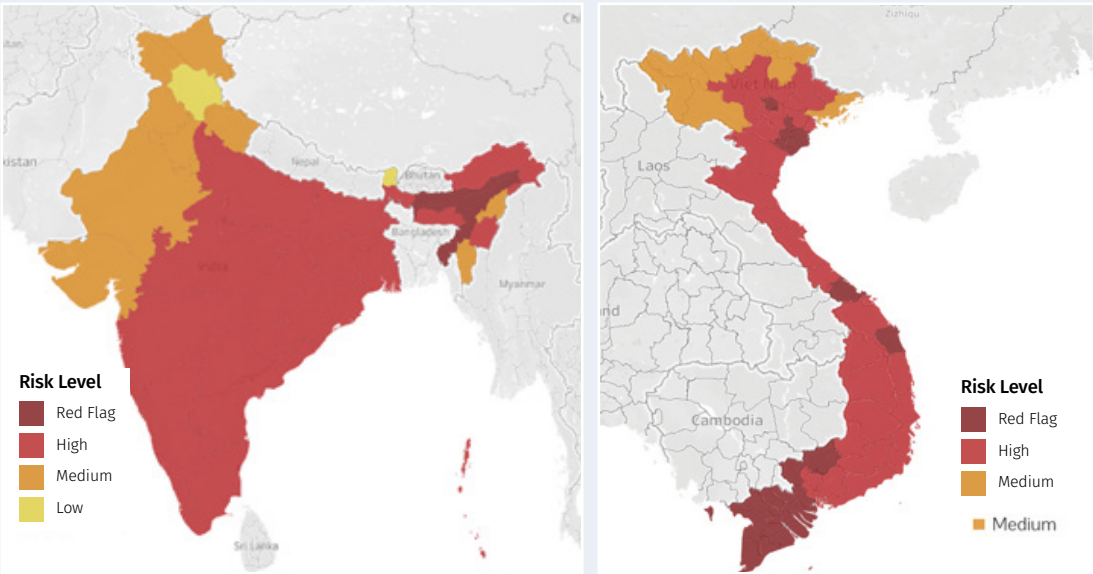 Zizhiqu
Viet Nam
kistan
Nepal
Bhutan
Laos
Bangladesh
India
Myanmar
nd
Risk Level
Red Flag
High
Medium
Low
Sri Lanka
Cambodia
Risk Level
Red Flag
High
Medium
Medium